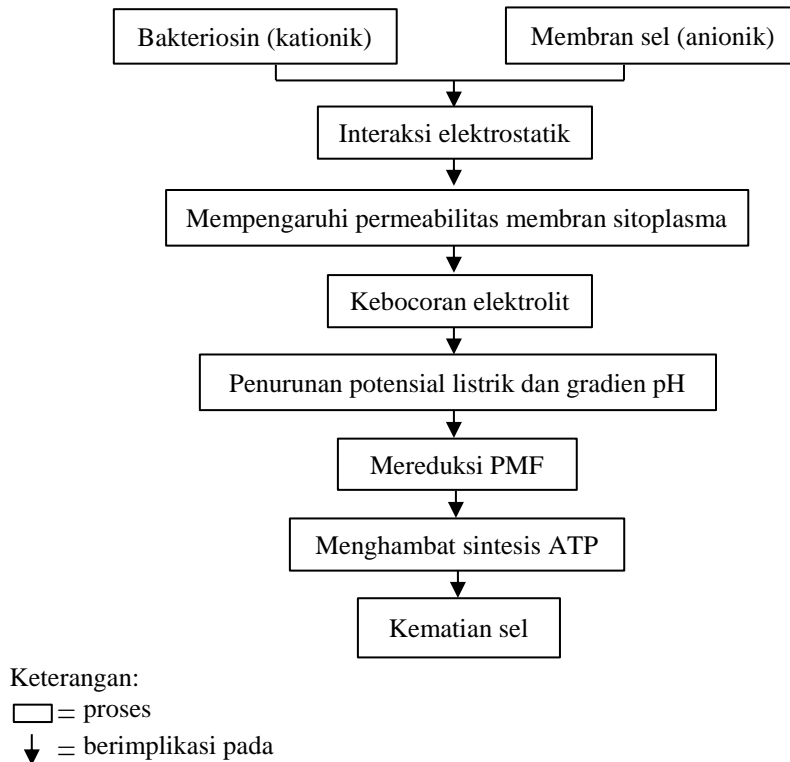 Bakteriosin (kationik)
Membran sel (anionik)
Interaksi elektrostatik
Mempengaruhi permeabilitas membran sitoplasma
Kebocoran elektrolit
Penurunan potensial listrik dan gradien pH
Mereduksi PMF
Menghambat sintesis ATP
Kematian sel
Keterangan:
= proses
= berimplikasi pada